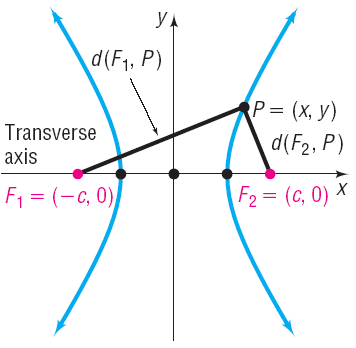 y
d(F₁, P)
P = (x, y)
Transverse
axis
d(F₂, P)
F₁ = (−c, 0)
F₂ = (c, 0)
x